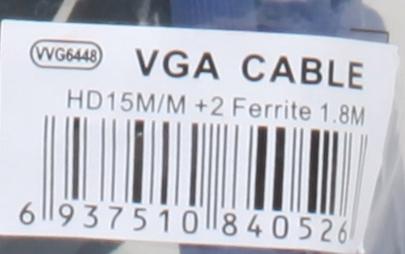 VVG6448
VGA CABLE
HD15M/M +2 Ferrite 1.8M
6 937510 840526